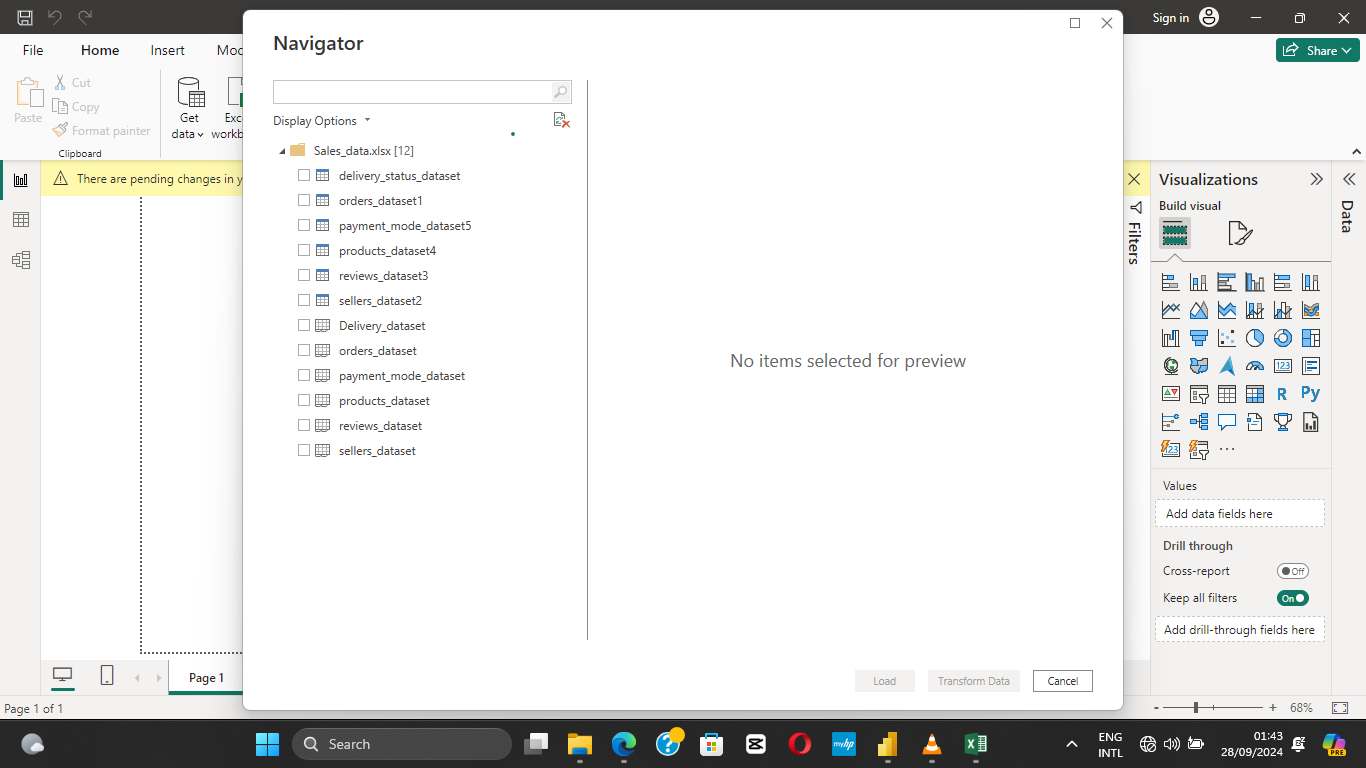 Sign in
File
Home
Insert
Mod
Share
Paste
Cut
Copy
Format painter
Clipboard
Get
data
Exc
workb
There are pending changes in y
Navigator
Display Options
Sales_data.xlsx [12]
delivery_status_dataset
orders_dataset1
payment_mode_dataset5
products_dataset4
reviews_dataset3
sellers_dataset2
Delivery_dataset
orders_dataset
payment_mode_dataset
products_dataset
reviews_dataset
sellers_dataset
No items selected for preview
Load
Transform Data
Cancel
Filters
Visualizations
Build visual
123
R
Py
123
Values
Add data fields here
Drill through
Cross-report
Off
Keep all filters
On
Add drill-through fields here
Data
Page 1
Page 1 of 1
- + 68%
Search
myhp
ENG
INTL
01:43
28/09/2024
PRE